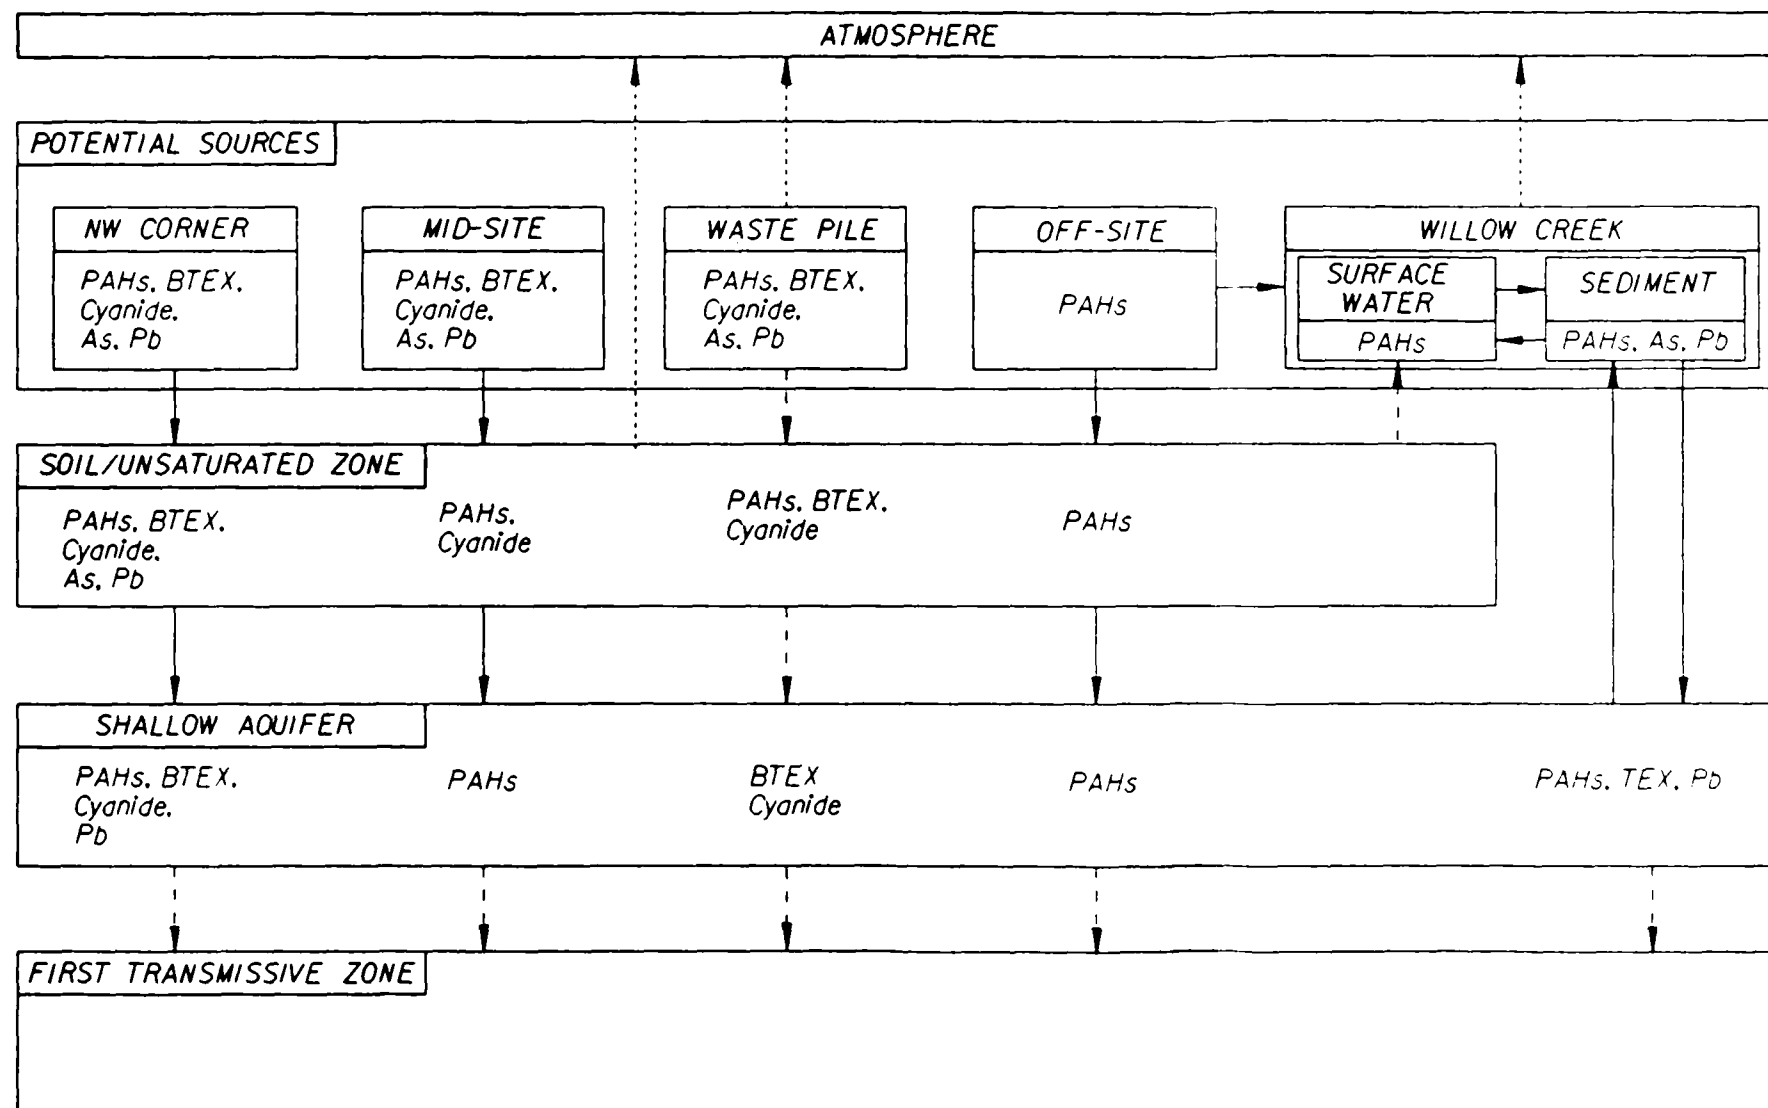 ATMOSPHERE
POTENTIAL SOURCES
NW CORNER
PAHs, BTEX,
Cyanide,
As, Pb
MID-SITE
PAHs, BTEX,
Cyanide,
As, Pb
WASTE PILE
PAHs, BTEX,
Cyanide,
As, Pb
OFF-SITE
PAHs
WILLOW CREEK
SURFACE
WATER
PAHs
SEDIMENT
PAHs, As, Pb
SOIL/UNSATURATED ZONE
PAHs, BTEX,
Cyanide,
As, Pb
PAHs,
Cyanide
PAHs, BTEX,
Cyanide
PAHs
SHALLOW AQUIFER
PAHs, BTEX,
Cyanide,
Pb
PAHs
BTEX
Cyanide
PAHs
PAHs, TEX, Pb
FIRST TRANSMISSIVE ZONE